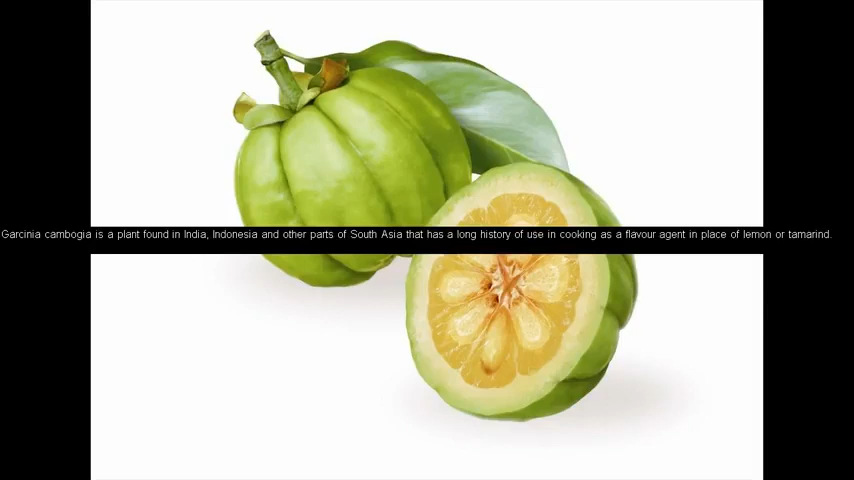 Garcinia cambogia is a plant found in India, Indonesia and other parts of South Asia that has a long history of use in cooking as a flavour agent in place of lemon or tamarind.